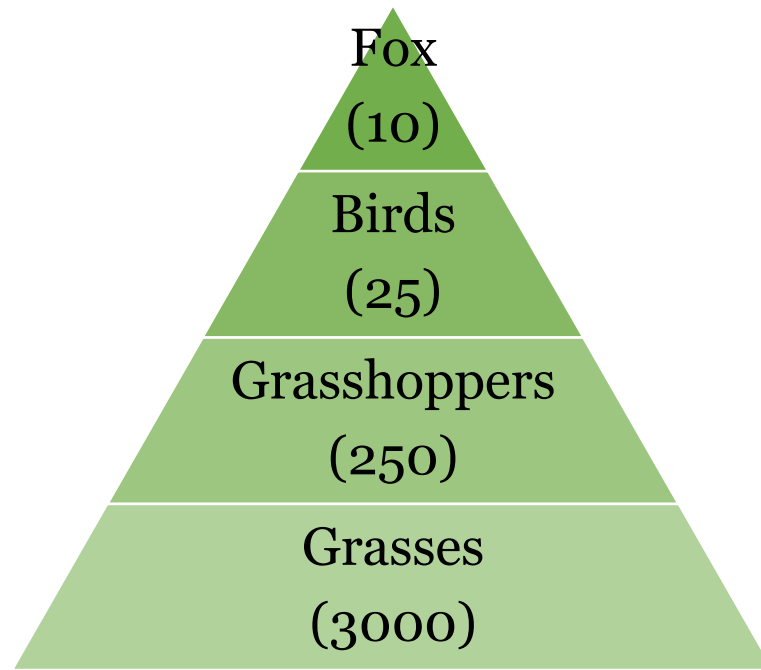 Fox
(10)
Birds
(25)
Grasshoppers
(250)
Grasses
(3000)